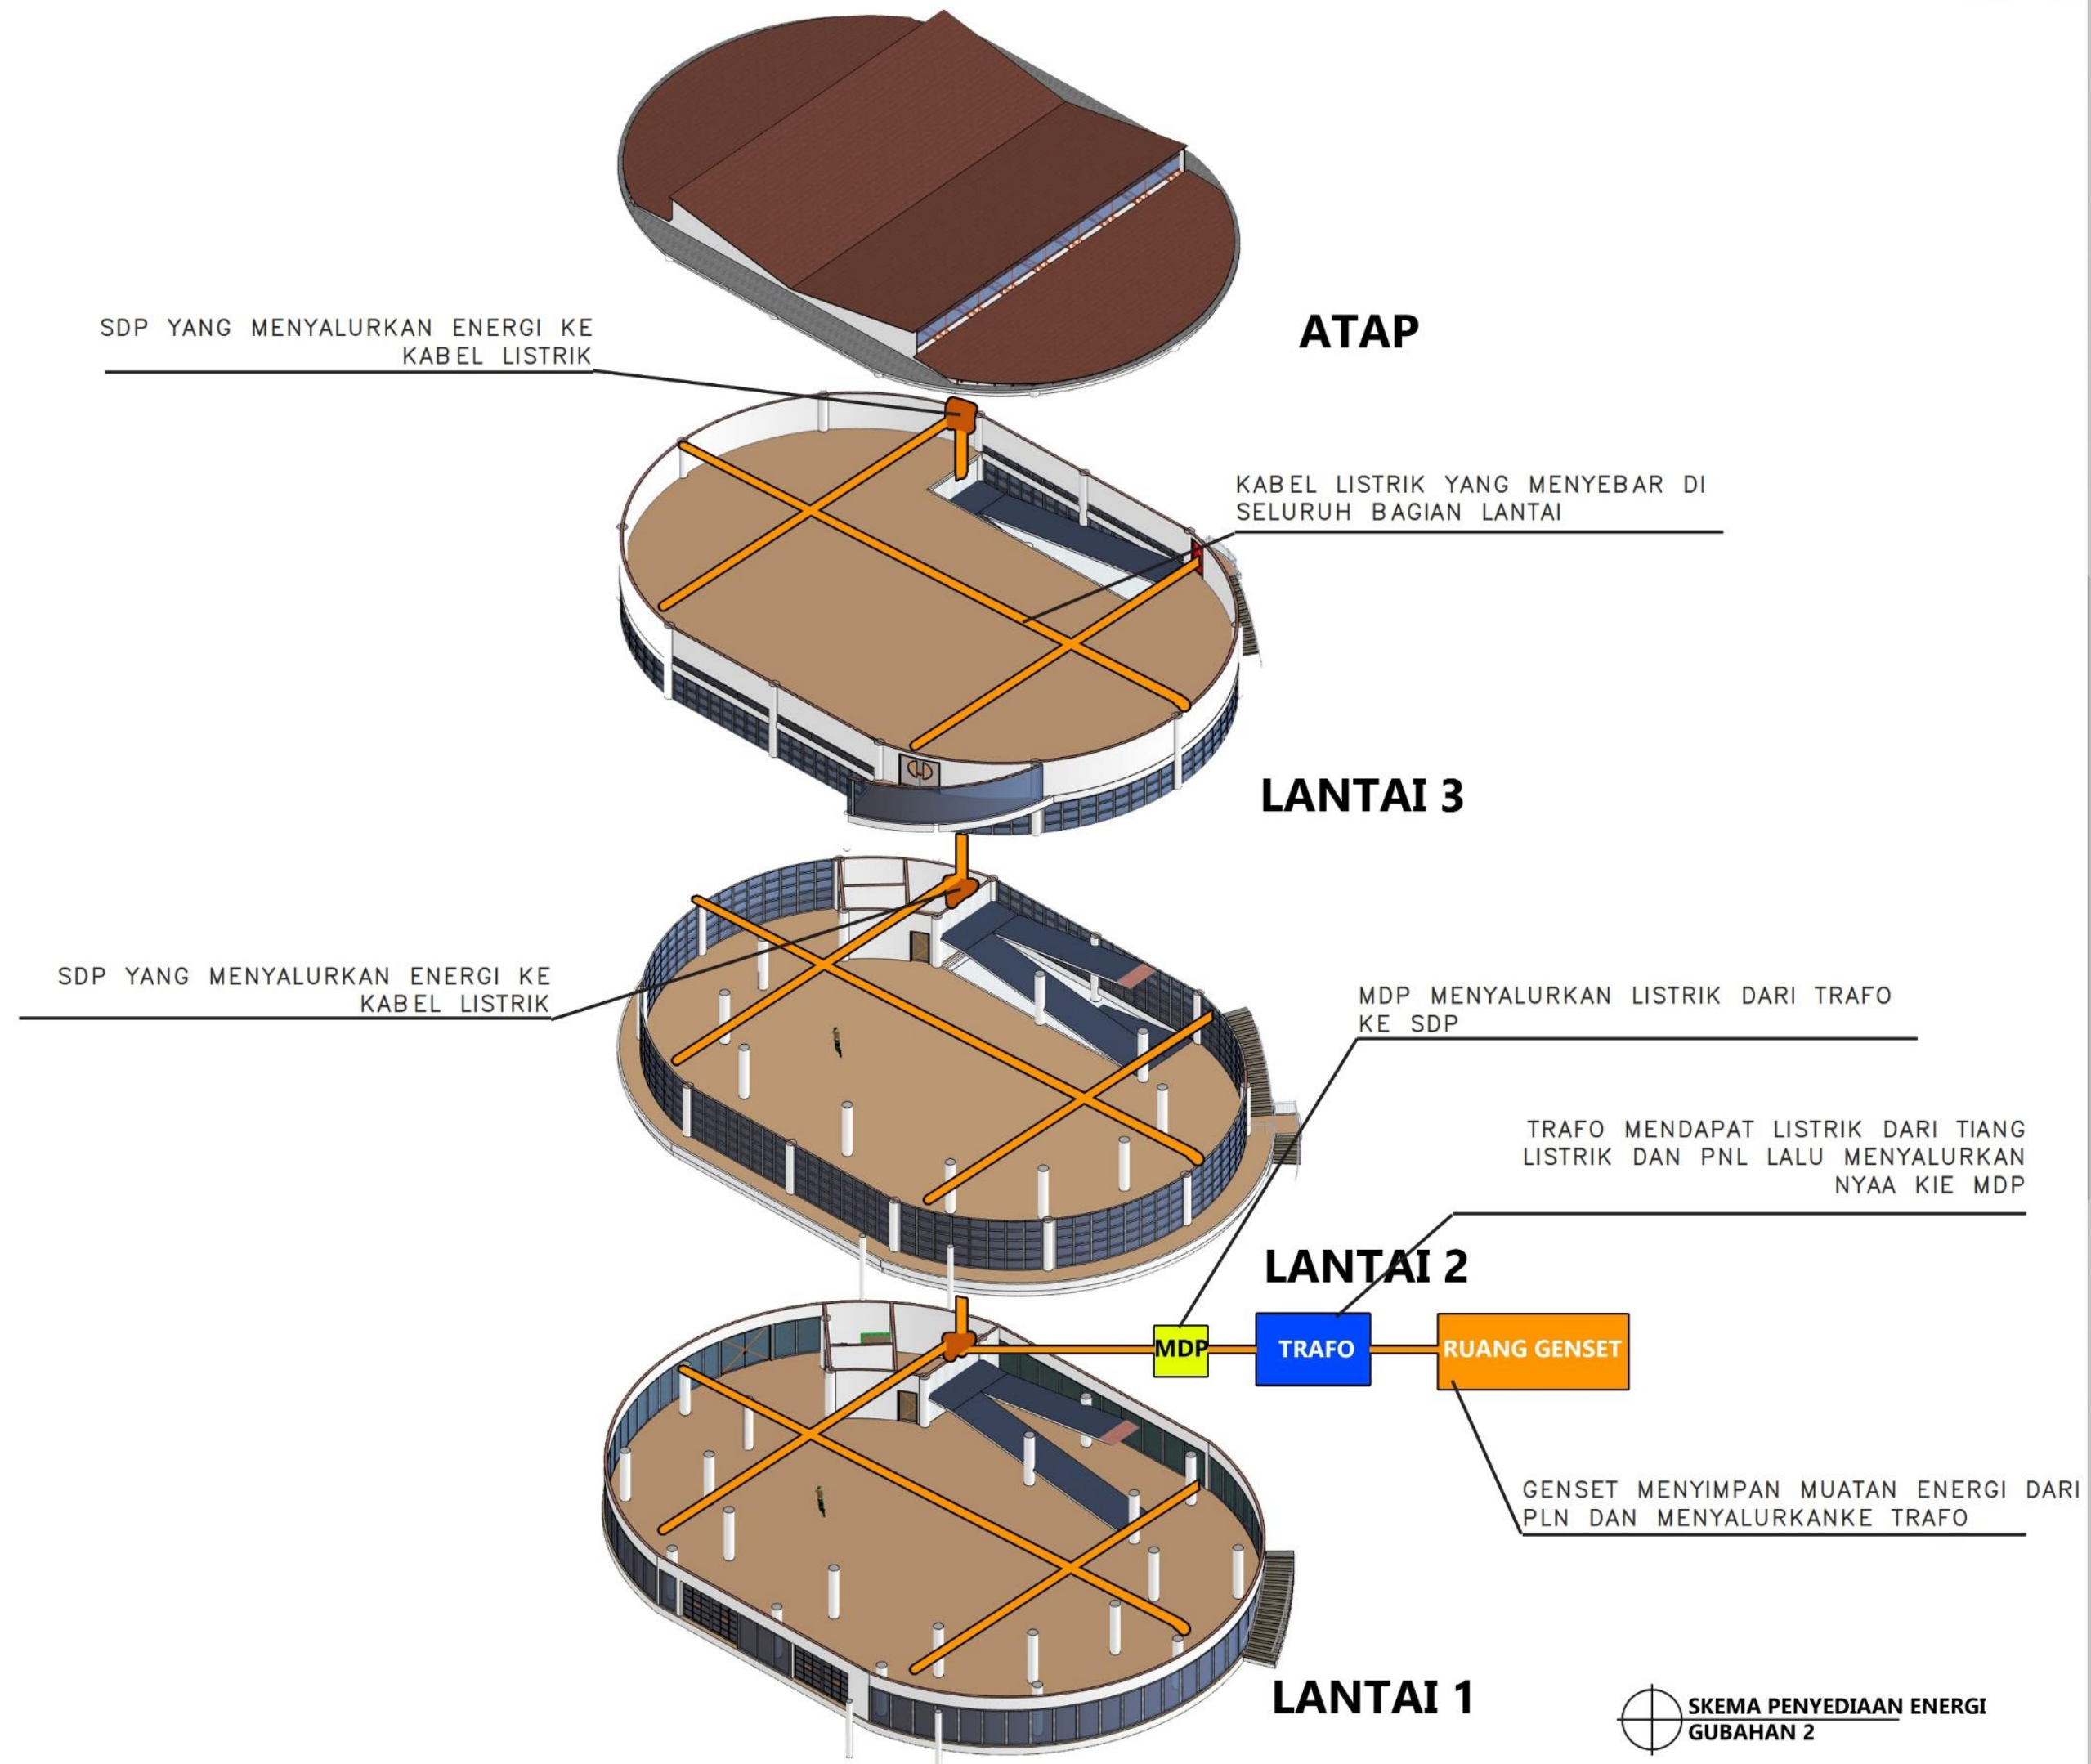 ATAP
SDP YANG MENYALURKAN ENERGI KE
KABEL LISTRIK
KABEL LISTRIK YANG MENYEBAR DI
SELURUH BAGIAN LANTAI
LANTAI 3
SDP YANG MENYALURKAN ENERGI KE
KABEL LISTRIK
MDP MENYALURKAN LISTRIK DARI TRAFO
KE SDP
TRAFO MENDAPAT LISTRIK DARI TIANG
LISTRIK DAN PNL LALU MENYALURKAN
NYAA KIE MDP
LANTAI 2
MDP
TRAFO
RUANG GENSET
GENSET MENYIMPAN MUATAN ENERGI DARI
PLN DAN MENYALURKANKE TRAFO
LANTAI 1
SKEMA PENYEDIAAN ENERGI
GUBAHAN 2